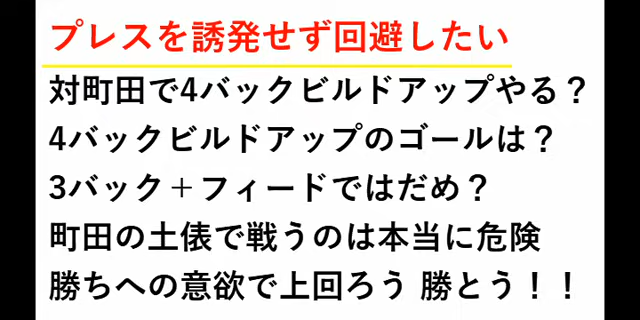 プレスを誘発せず回避したい
対町田で4バックビルドアップやる？
4バックビルドアップのゴールは？
3バック＋フィードではだめ？
町田の土俵で戦うのは本当に危険
勝ちへの意欲で上回ろう 勝とう！！